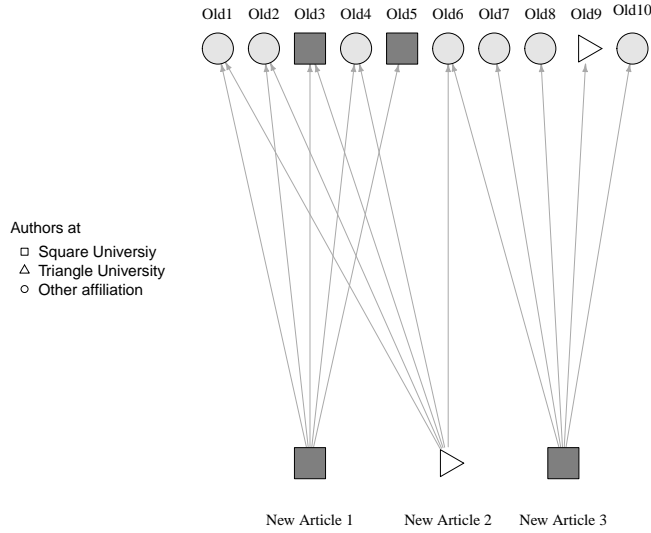 Old1 Old2 Old3 Old4 Old5 Old6 Old7 Old8 Old9 Old10
Authors at
Square Universiy
Triangle University
Other affiliation
New Article 1 New Article 2 New Article 3